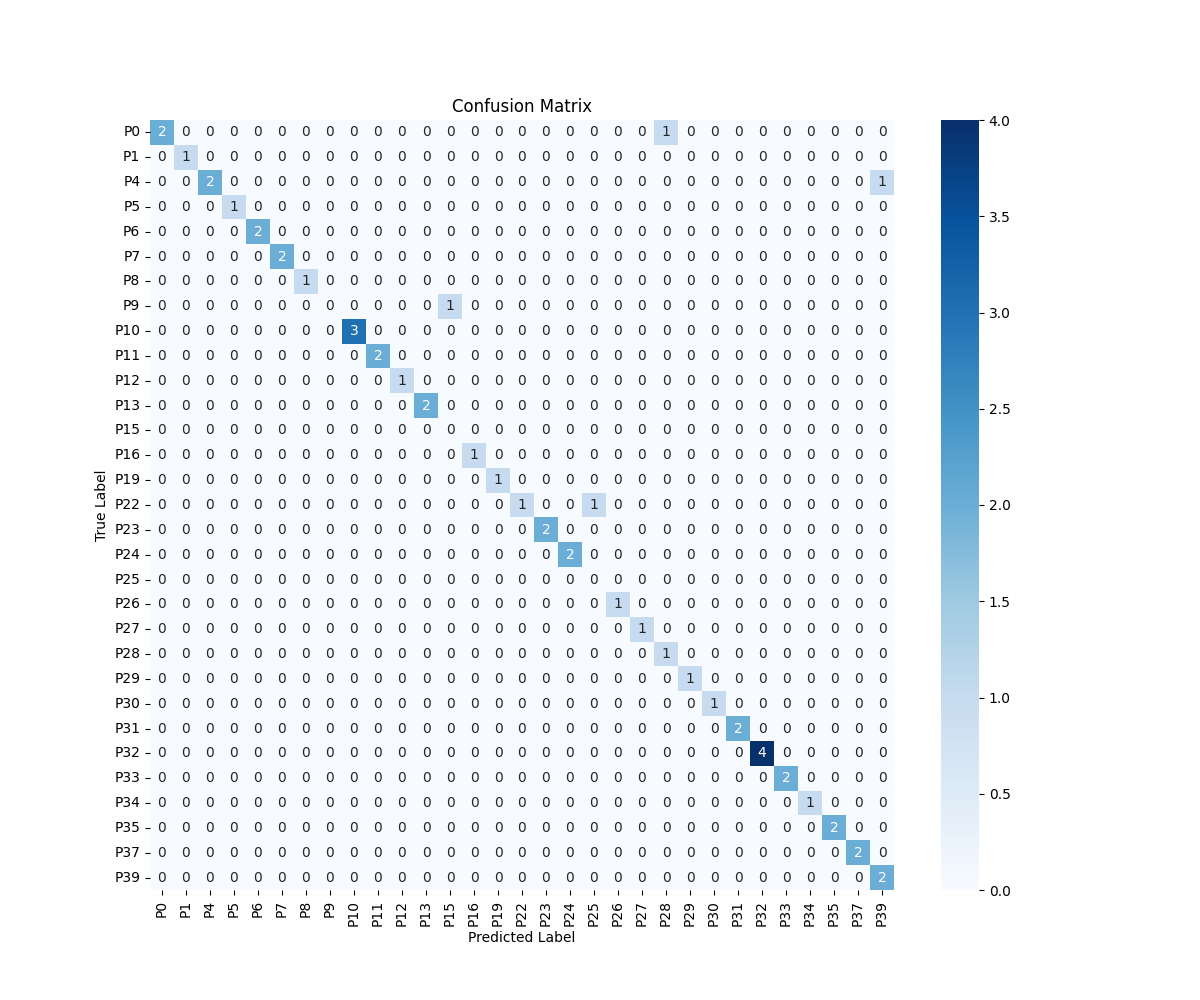 Confusion Matrix
P0 2 0 0 0 0 0 0 0 0 0 0 0 0 0 0 0 0 0 0 0 0 1 0 0 0 0 0 0 0 0 0
P1 0 1 0 0 0 0 0 0 0 0 0 0 0 0 0 0 0 0 0 0 0 0 0 0 0 0 0 0 0 0 0
P4 0 0 2 0 0 0 0 0 0 0 0 0 0 0 0 0 0 0 0 0 0 0 0 0 0 0 0 0 0 0 1
P5 0 0 0 1 0 0 0 0 0 0 0 0 0 0 0 0 0 0 0 0 0 0 0 0 0 0 0 0 0 0 0
P6 0 0 0 0 2 0 0 0 0 0 0 0 0 0 0 0 0 0 0 0 0 0 0 0 0 0 0 0 0 0 0
P7 0 0 0 0 0 2 0 0 0 0 0 0 0 0 0 0 0 0 0 0 0 0 0 0 0 0 0 0 0 0 0
P8 0 0 0 0 0 0 1 0 0 0 0 0 0 0 0 0 0 0 0 0 0 0 0 0 0 0 0 0 0 0 0
P9 0 0 0 0 0 0 0 0 0 0 0 0 1 0 0 0 0 0 0 0 0 0 0 0 0 0 0 0 0 0 0
P10 0 0 0 0 0 0 0 0 3 0 0 0 0 0 0 0 0 0 0 0 0 0 0 0 0 0 0 0 0 0 0
P11 0 0 0 0 0 0 0 0 0 2 0 0 0 0 0 0 0 0 0 0 0 0 0 0 0 0 0 0 0 0 0
P12 0 0 0 0 0 0 0 0 0 0 1 0 0 0 0 0 0 0 0 0 0 0 0 0 0 0 0 0 0 0 0
P13 0 0 0 0 0 0 0 0 0 0 0 2 0 0 0 0 0 0 0 0 0 0 0 0 0 0 0 0 0 0 0
P15 0 0 0 0 0 0 0 0 0 0 0 0 0 0 0 0 0 0 0 0 0 0 0 0 0 0 0 0 0 0 0
P16 0 0 0 0 0 0 0 0 0 0 0 0 0 1 0 0 0 0 0 0 0 0 0 0 0 0 0 0 0 0 0
P19 0 0 0 0 0 0 0 0 0 0 0 0 0 0 1 0 0 0 0 0 0 0 0 0 0 0 0 0 0 0 0
P22 0 0 0 0 0 0 0 0 0 0 0 0 0 0 0 1 0 0 1 0 0 0 0 0 0 0 0 0 0 0 0
P23 0 0 0 0 0 0 0 0 0 0 0 0 0 0 0 0 2 0 0 0 0 0 0 0 0 0 0 0 0 0 0
P24 0 0 0 0 0 0 0 0 0 0 0 0 0 0 0 0 0 2 0 0 0 0 0 0 0 0 0 0 0 0 0
P25 0 0 0 0 0 0 0 0 0 0 0 0 0 0 0 0 0 0 0 0 0 0 0 0 0 0 0 0 0 0 0
P26 0 0 0 0 0 0 0 0 0 0 0 0 0 0 0 0 0 0 0 1 0 0 0 0 0 0 0 0 0 0 0
P27 0 0 0 0 0 0 0 0 0 0 0 0 0 0 0 0 0 0 0 0 1 0 0 0 0 0 0 0 0 0 0
P28 0 0 0 0 0 0 0 0 0 0 0 0 0 0 0 0 0 0 0 0 0 1 0 0 0 0 0 0 0 0 0
P29 0 0 0 0 0 0 0 0 0 0 0 0 0 0 0 0 0 0 0 0 0 0 1 0 0 0 0 0 0 0 0
P30 0 0 0 0 0 0 0 0 0 0 0 0 0 0 0 0 0 0 0 0 0 0 0 1 0 0 0 0 0 0 0
P31 0 0 0 0 0 0 0 0 0 0 0 0 0 0 0 0 0 0 0 0 0 0 0 0 2 0 0 0 0 0 0
P32 0 0 0 0 0 0 0 0 0 0 0 0 0 0 0 0 0 0 0 0 0 0 0 0 0 4 0 0 0 0 0
P33 0 0 0 0 0 0 0 0 0 0 0 0 0 0 0 0 0 0 0 0 0 0 0 0 0 0 2 0 0 0 0
P34 0 0 0 0 0 0 0 0 0 0 0 0 0 0 0 0 0 0 0 0 0 0 0 0 0 0 0 1 0 0 0
P35 0 0 0 0 0 0 0 0 0 0 0 0 0 0 0 0 0 0 0 0 0 0 0 0 0 0 0 0 2 0 0
P37 0 0 0 0 0 0 0 0 0 0 0 0 0 0 0 0 0 0 0 0 0 0 0 0 0 0 0 0 0 2 0
P39 0 0 0 0 0 0 0 0 0 0 0 0 0 0 0 0 0 0 0 0 0 0 0 0 0 0 0 0 0 0 2
P0 P1 P4 P5 P6 P7 P8 P9 P10 P11 P12 P13 P15 P16 P19 P22 P23 P24 P25 P26 P27 P28 P29 P30 P31 P32 P33 P34 P35 P37 P39
Predicted Label
True Label
4.0
3.5
3.0
2.5
2.0
1.5
1.0
0.5
0.0